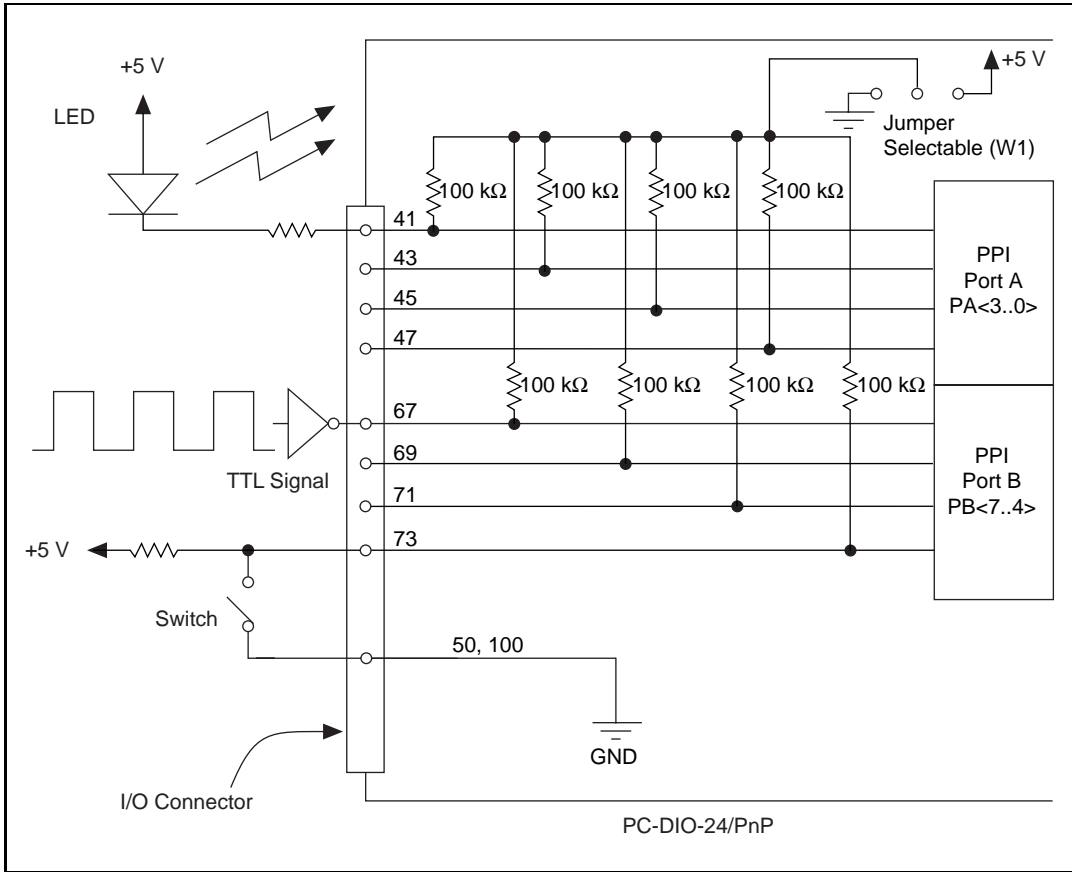 +5 V
+5 V
LED
Jumper
Selectable (W1)
100 kΩ
100 kΩ
100 kΩ
100 kΩ
41
43
45
47
PPI
Port A
PA<3..0>
100 kΩ
100 kΩ
100 kΩ
100 kΩ
67
TTL Signal
69
71
73
PPI
Port B
PB<7..4>
+5 V
Switch
50, 100
GND
I/O Connector
PC-DIO-24/PnP